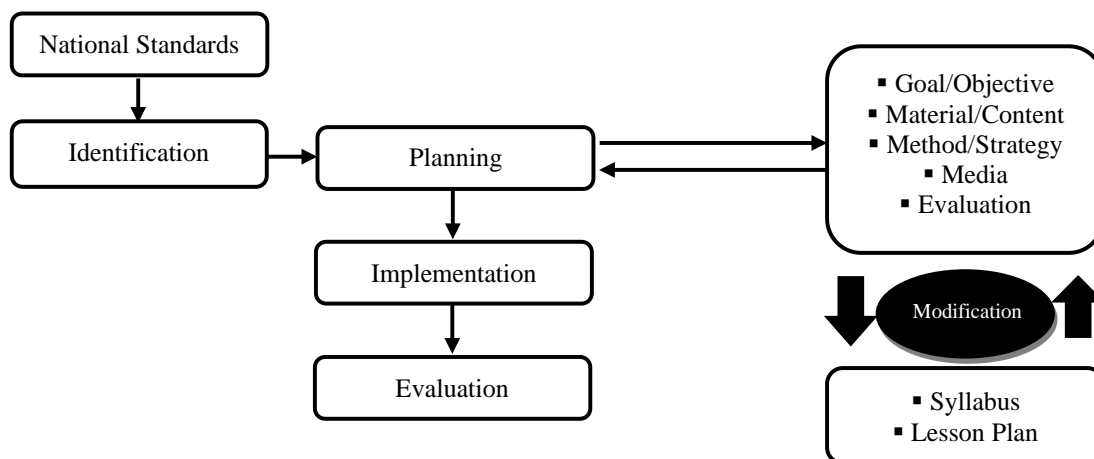 National Standards
Identification
Planning
▪ Goal/Objective
▪ Material/Content
▪ Method/Strategy
▪ Media
▪ Evaluation
Implementation
Modification
Evaluation
▪ Syllabus
▪ Lesson Plan